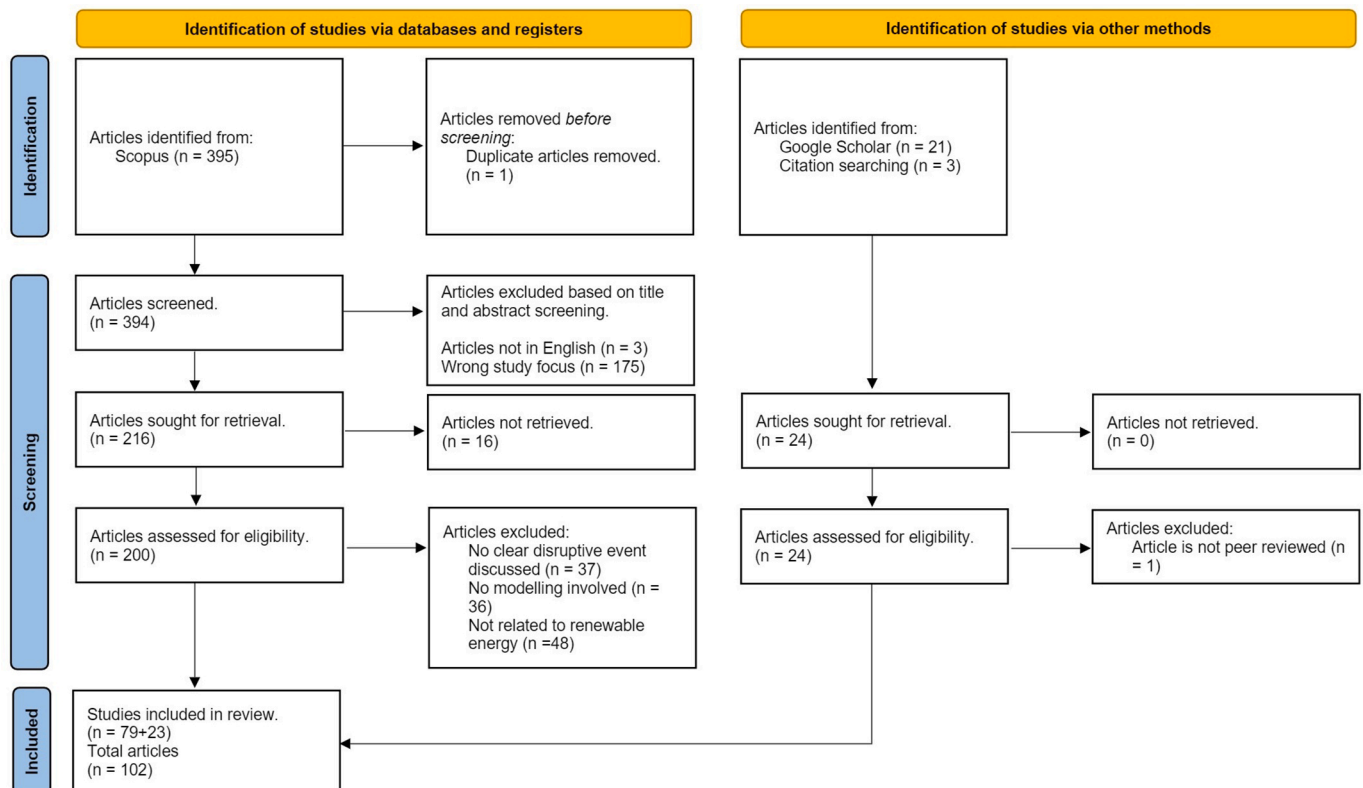 Identification of studies via databases and registers
Identification of studies via other methods
Identification
Articles identified from:
Scopus (n = 395)
Articles removed before
screening:
Duplicate articles removed.
(n = 1)
Articles identified from:
Google Scholar (n = 21)
Citation searching (n = 3)
Screening
Articles screened.
(n = 394)
Articles excluded based on title
and abstract screening.
Articles not in English (n = 3)
Wrong study focus (n = 175)
Articles sought for retrieval.
(n = 216)
Articles not retrieved.
(n = 16)
Articles sought for retrieval.
(n = 24)
Articles not retrieved.
(n = 0)
Articles assessed for eligibility.
(n = 200)
Articles excluded:
No clear disruptive event
discussed (n = 37)
No modelling involved (n =
36)
Not related to renewable
energy (n =48)
Articles assessed for eligibility.
(n = 24)
Articles excluded:
Article is not peer reviewed (n
= 1)
Included
Studies included in review.
(n = 79+23)
Total articles
(n = 102)